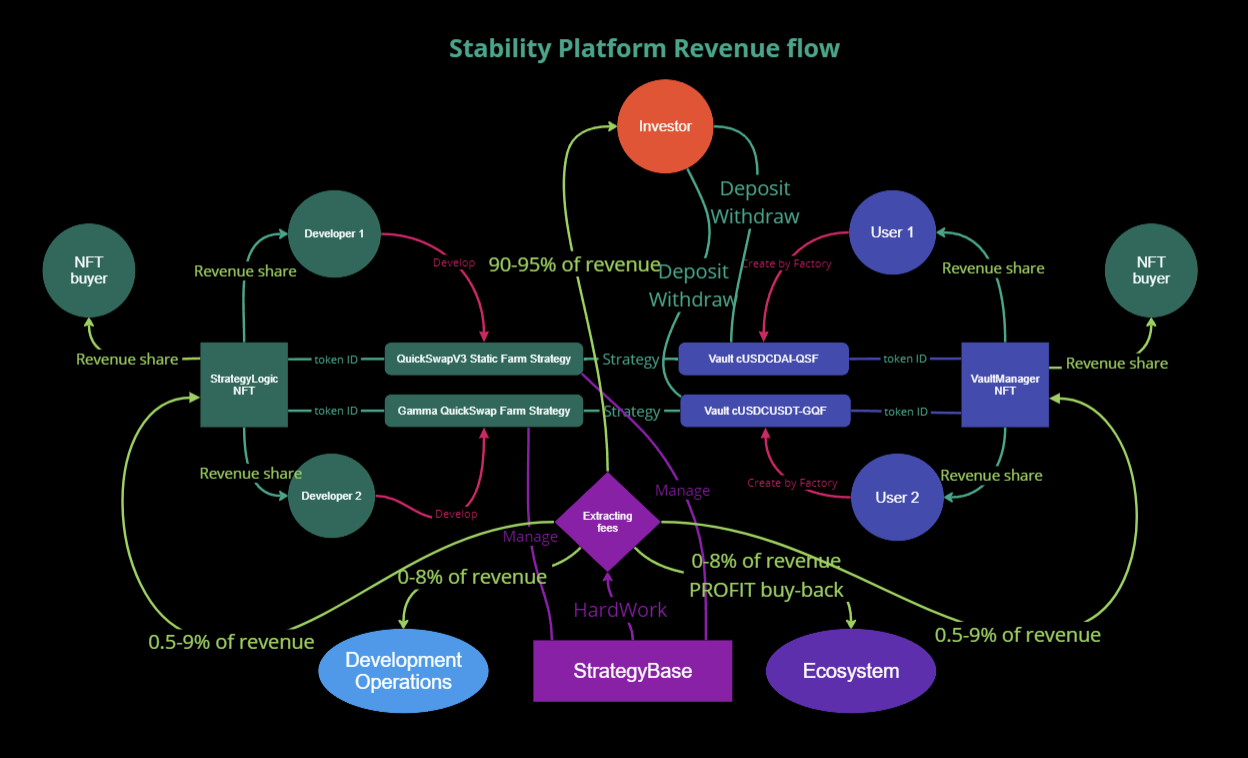 Stability Platform Revenue flow
Investor
Deposit
Withdraw
Developer 1
User 1
NFT
buyer
NFT
buyer
Revenue share
Develop
90-95% of revenue
Deposit
Withdraw
Create by Factory
Revenue share
Revenue share
StrategyLogic
NFT
token ID
QuickSwapV3 Static Farm Strategy
Strategy
Vault cUSDCDAI-QSF
token ID
VaultManager
NFT
Revenue share
token ID
Gamma QuickSwap Farm Strategy
Strategy
Vault cUSDCUSDT-GQF
token ID
Revenue share
Developer 2
Develop
Manage
Create by Factory
User 2
Revenue share
Extracting
fees
Manage
0-8% of revenue
0-8% of revenue
PROFIT buy-back
HardWork
0.5-9% of revenue
0.5-9% of revenue
Development
Operations
StrategyBase
Ecosystem